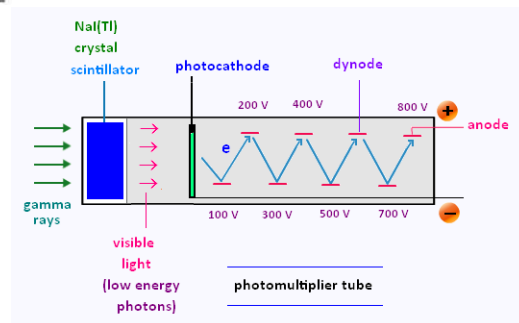 NaI(Tl)
crystal
scintillator
photocathode
dynode
200 V
400 V
800 V
+
anode
e
gamma
rays
100 V
300 V
500 V
700 V
−
visible
light
(low energy
photons)
photomultiplier tube